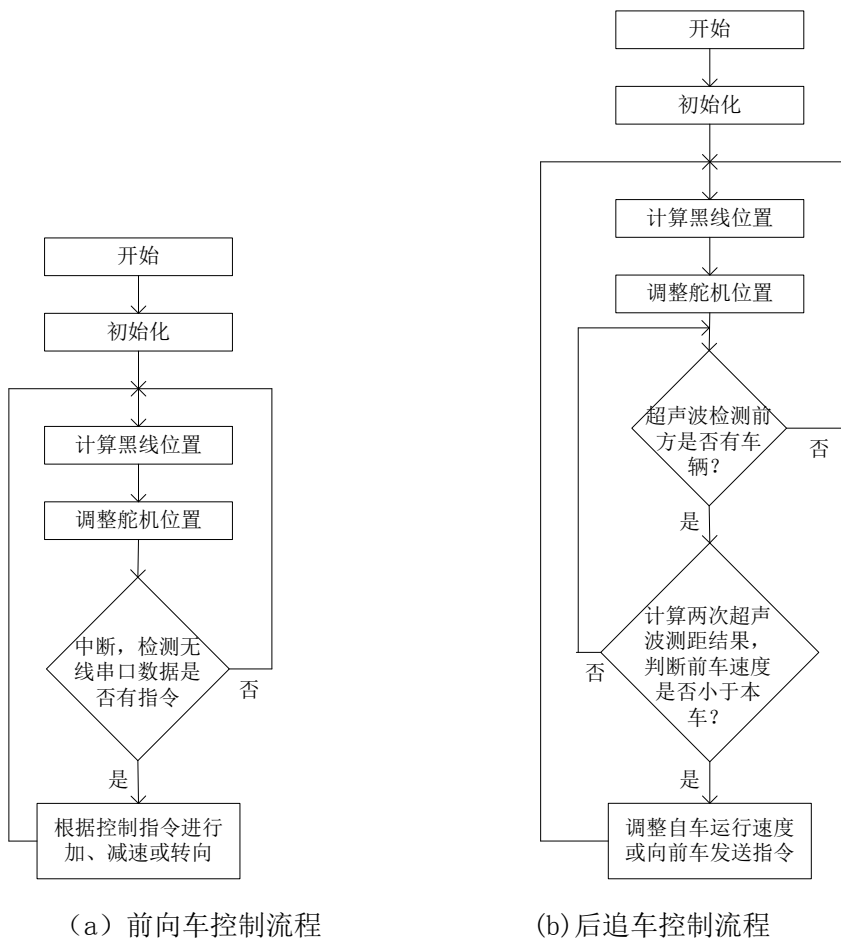 开始
初始化
计算黑线位置
调整舵机位置
中断，检测无
线串口数据是
否有指令
否
是
根据控制指令进行
加、减速或转向
（a）前向车控制流程
开始
初始化
计算黑线位置
调整舵机位置
超声波检测前
方是否有车
辆？
否
是
计算两次超声
波测距结果，
判断前车速度
是否小于本
车？
否
是
调整自车运行速度
或向前车发送指令
(b)后追车控制流程